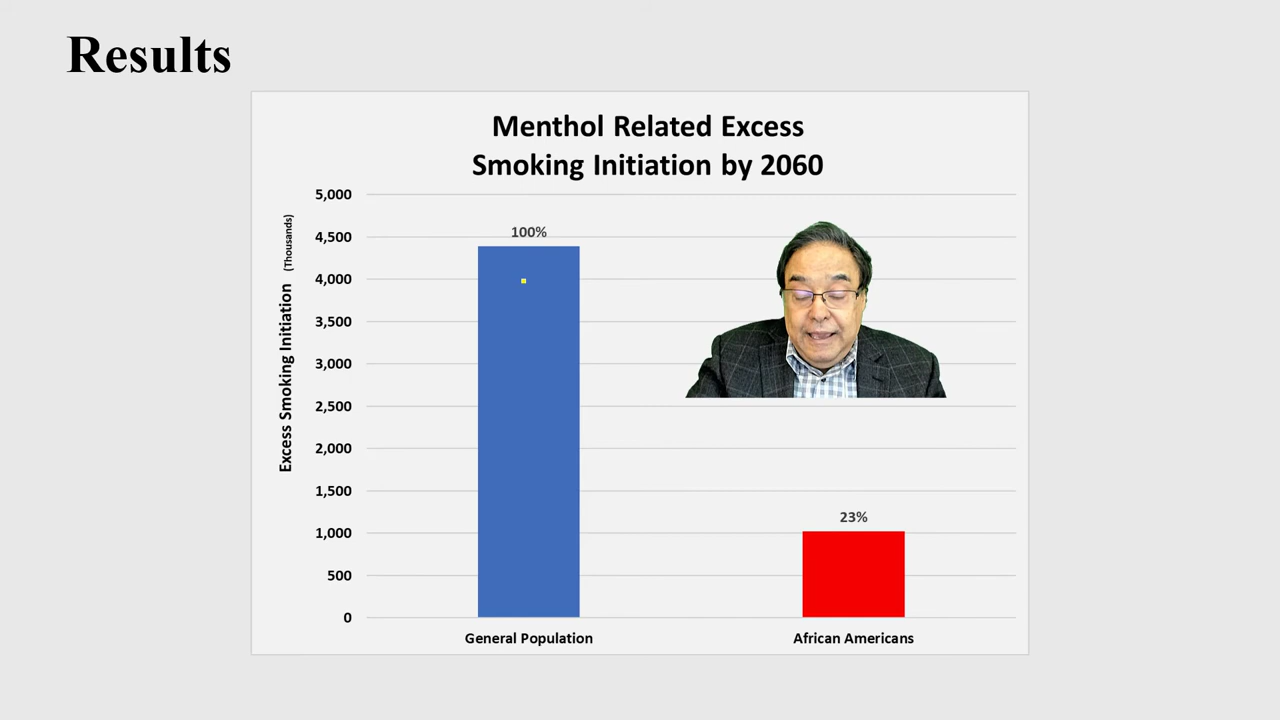 Results
Menthol Related Excess
Smoking Initiation by 2060
Excess Smoking Initiation (Thousands)
5,000
4,500
4,000
3,500
3,000
2,500
2,000
1,500
1,000
500
0
100%
23%
General Population
African Americans